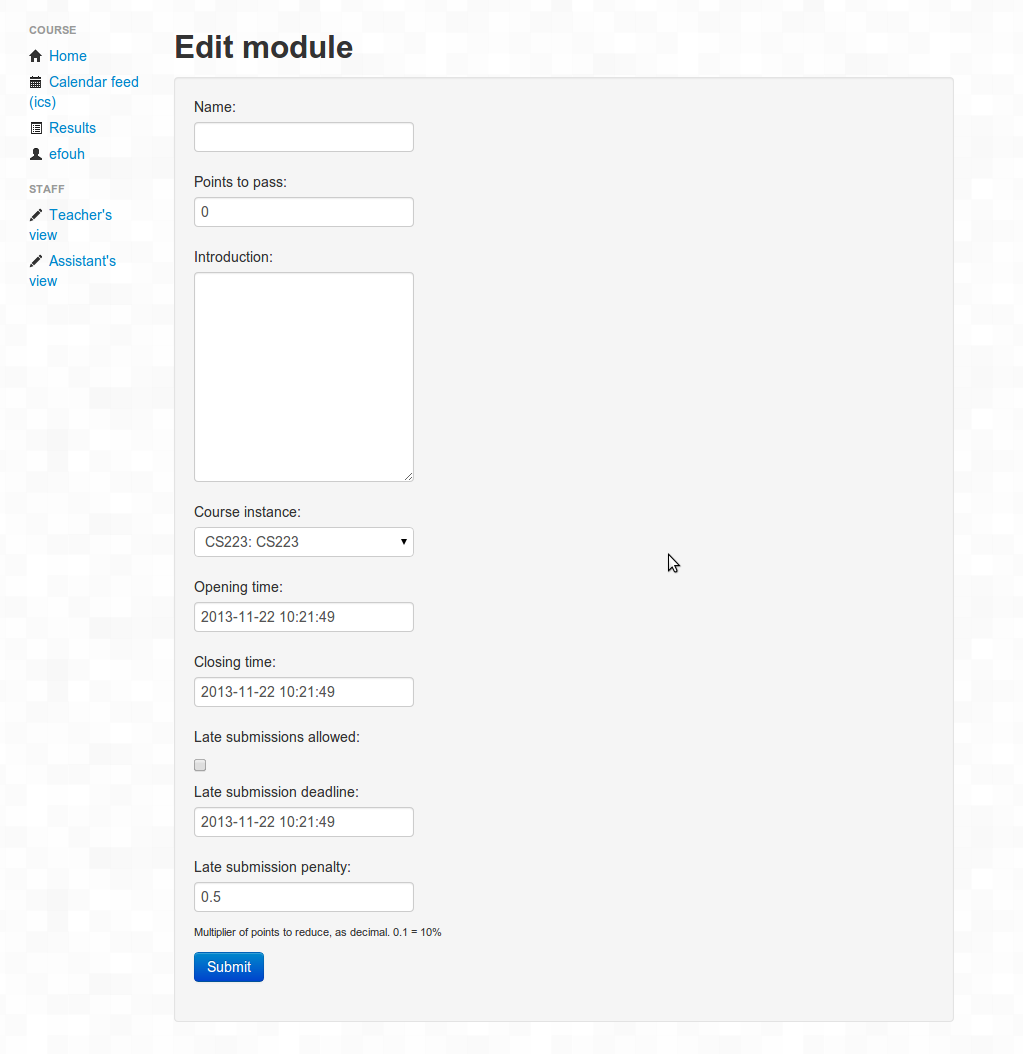 COURSE
Home
Calendar feed
(ics)
Results
efouh
STAFF
Teacher's
view
Assistant's
view
Edit module
Name:
Points to pass:
0
Introduction:
Course instance:
CS223: CS223
Opening time:
2013-11-22 10:21:49
Closing time:
2013-11-22 10:21:49
Late submissions allowed:
Late submission deadline:
2013-11-22 10:21:49
Late submission penalty:
0.5
Multiplier of points to reduce, as decimal. 0.1 = 10%
Submit